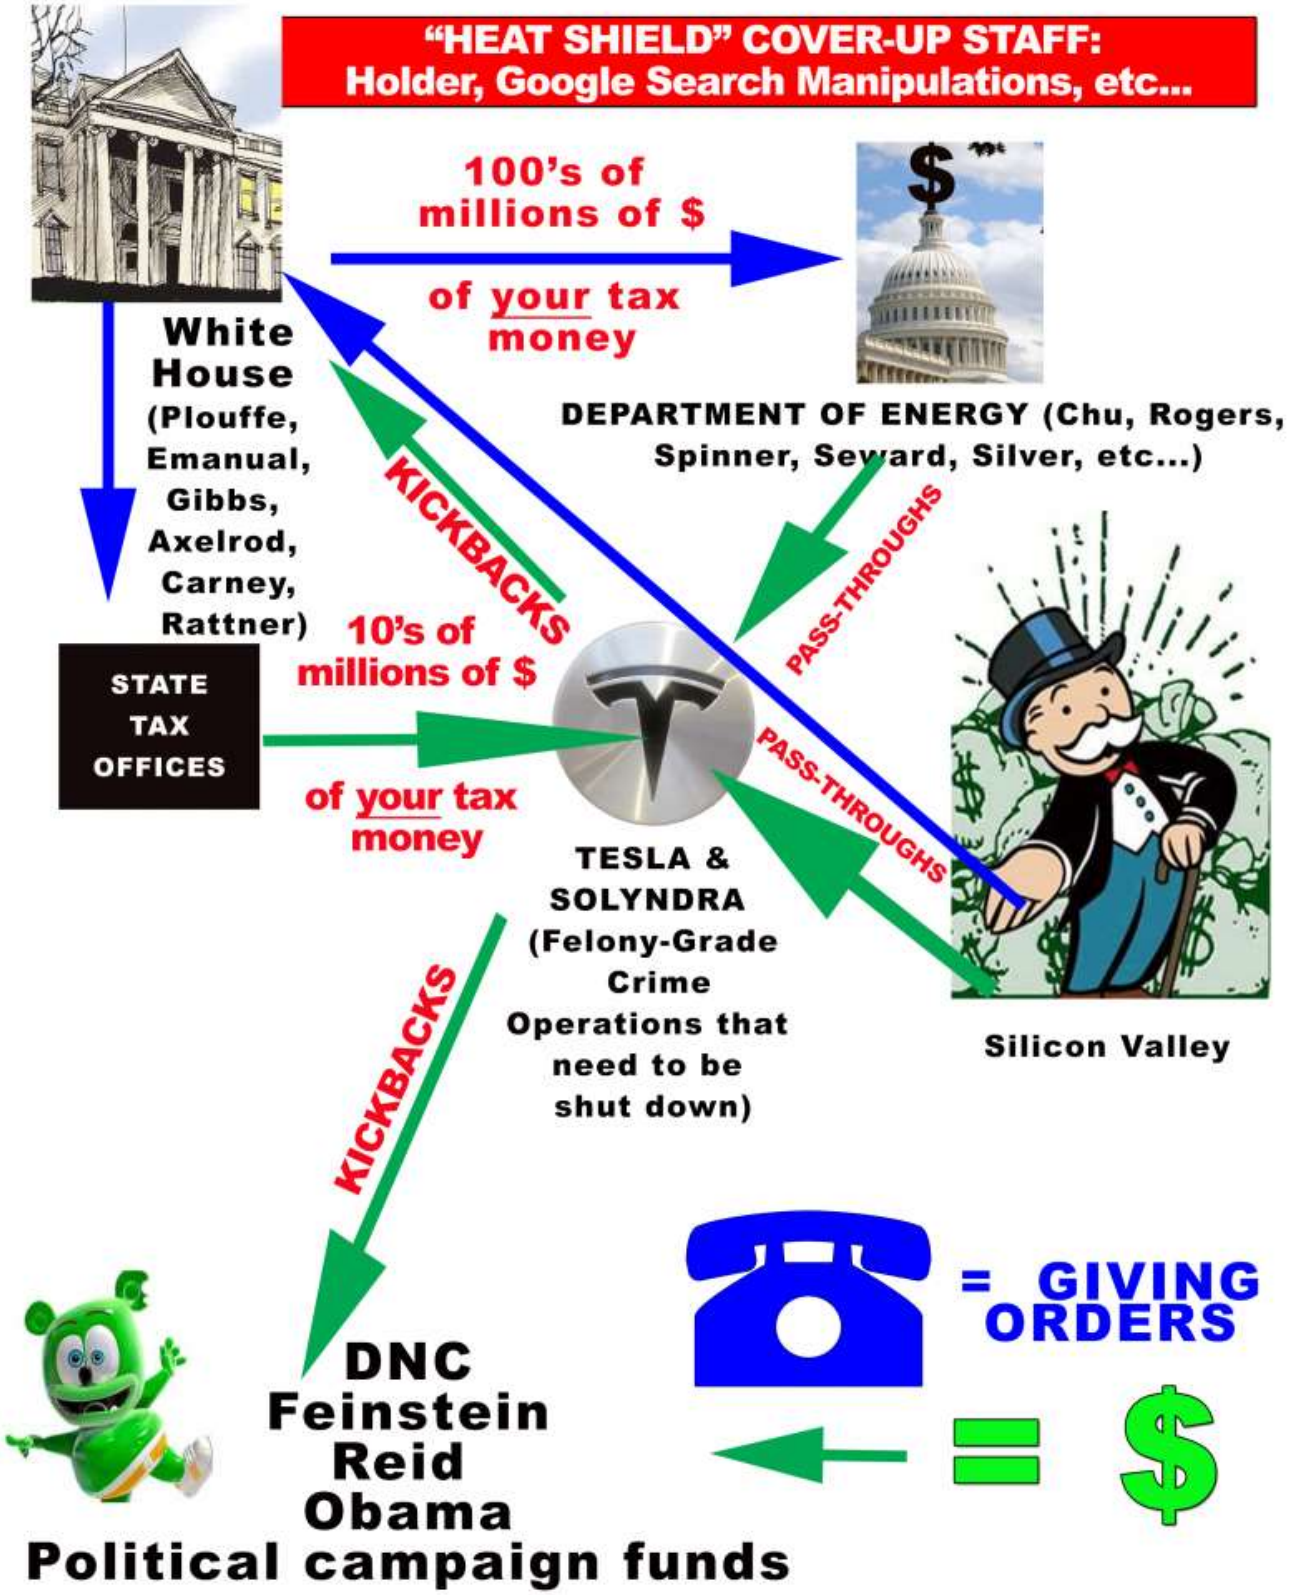 “HEAT SHIELD” COVER-UP STAFF:
Holder, Google Search Manipulations, etc...
100’s of
millions of $
of your tax
money
$
White
House
(Plouffe,
Emanual,
Gibbs,
Axelrod,
Carney,
Rattner)
DEPARTMENT OF ENERGY (Chu, Rogers,
Spinner, Seward, Silver, etc...)
KICKBACKS
PASS-THROUGHS
STATE
TAX
OFFICES
10’s of
millions of $
of your tax
money
PASS-THROUGHS
TESLA &
SOLYNDRA
(Felony-Grade
Crime
Operations that
need to be
shut down)
$
$
$
Silicon Valley
KICKBACKS
DNC
Feinstein
Reid
Obama
Political campaign funds
= GIVING
ORDERS
= $